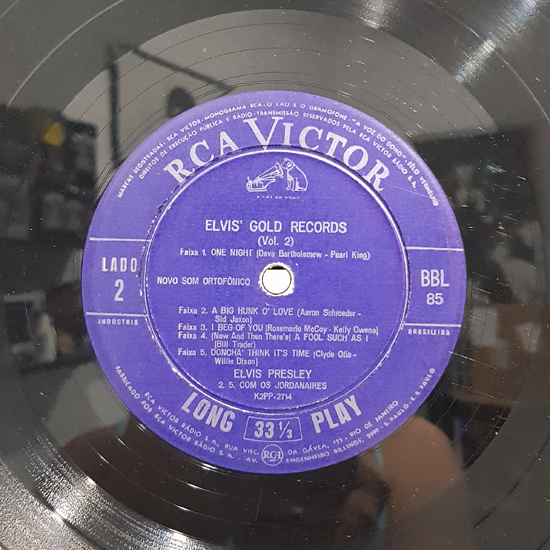 MARCAS REGISTRADAS: RCA VICTOR-MONOGRAMA RCA-O CÃO E O GRAMOFONE-"A VOZ DO DONO"-SÊLO VERMELHO
DIREITOS DE EXECUÇÃO PÚBLICA E RÁDIO-TRANSMISSÃO RESERVADOS PELA RCA VICTOR RÁDIO S.A.
RCA VICTOR
ELVIS' GOLD RECORDS
(Vol. 2)
Faixa 1. ONE NIGHT (Dave Bartholomew - Pearl King)
LADO
2
NOVO SOM ORTOFÔNICO
BBL
85
Faixa 2. A BIG HUNK O' LOVE (Aaron Schroeder -
Sid Jaxon)
Faixa 3. I BEG OF YOU (Rosemarie McCoy - Kelly Owens)
Faixa 4. (Now And Then There's) A FOOL SUCH AS I
(Bill Trader)
Faixa 5. DONCHA' THINK IT'S TIME (Clyde Otis -
Willie Dixon)
INDÚSTRIA
BRASILEIRA
ELVIS PRESLEY
2. 5. COM OS JORDANAIRES
K2PP-2714
LONG 33 1/3 PLAY
FABRICADO POR RCA VICTOR RÁDIO S.A.
RCA VICTOR RÁDIO S.A. RUA VISC. DA GÁVEA, 125 - RIO DE JANEIRO
AV. ENGENHEIRO BILLINGS, - S. PAULO - E. S. PAULO
RCA